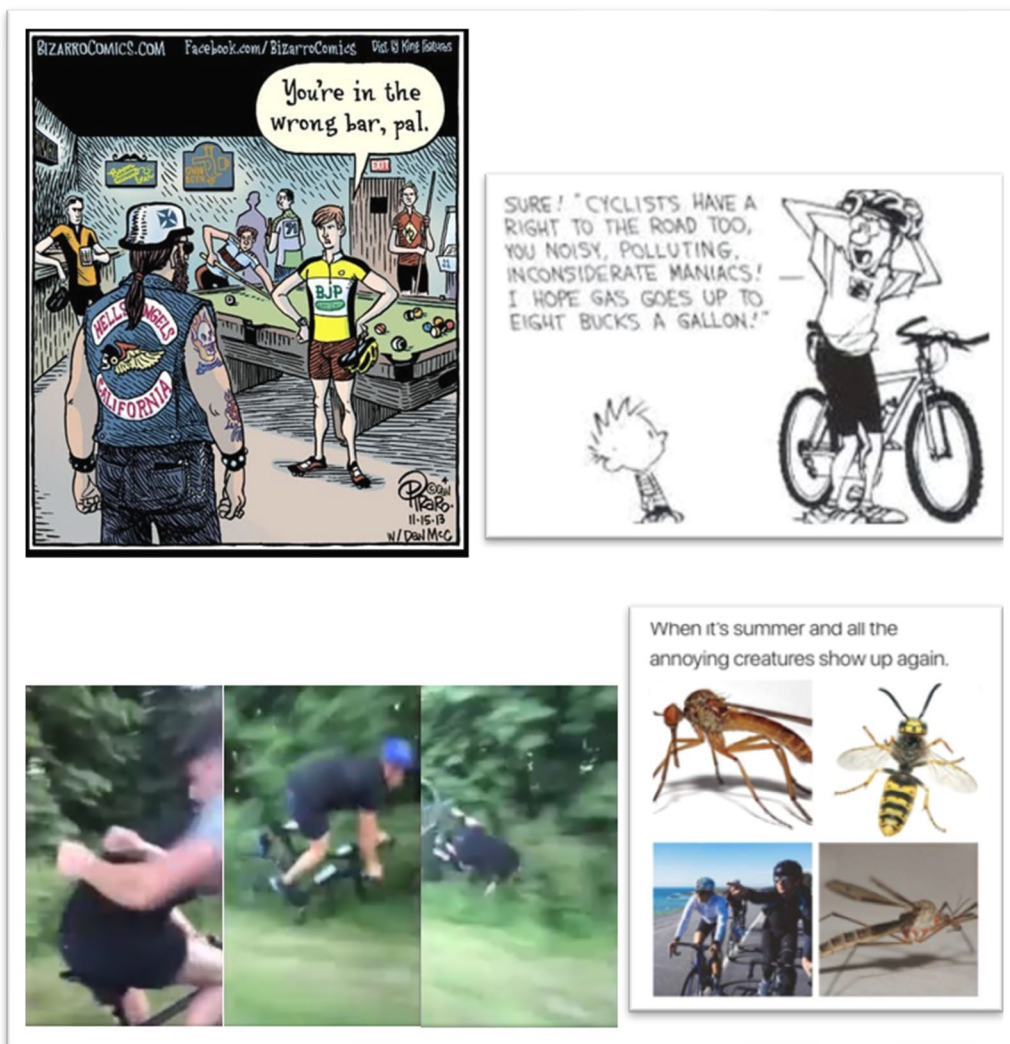 BIZARROCOMICS.COM Facebook.com/BizarroComics Dist. by King Features
You're in the
wrong bar, pal.
EXIT
BJP
HELLS ANGELS
CALIFORNIA
11-15-13
W/ DAN McC
SURE! "CYCLISTS HAVE A
RIGHT TO THE ROAD TOO,
YOU NOISY, POLLUTING,
INCONSIDERATE MANIACS!
I HOPE GAS GOES UP TO
EIGHT BUCKS A GALLON!"
When it's summer and all the
annoying creatures show up again.